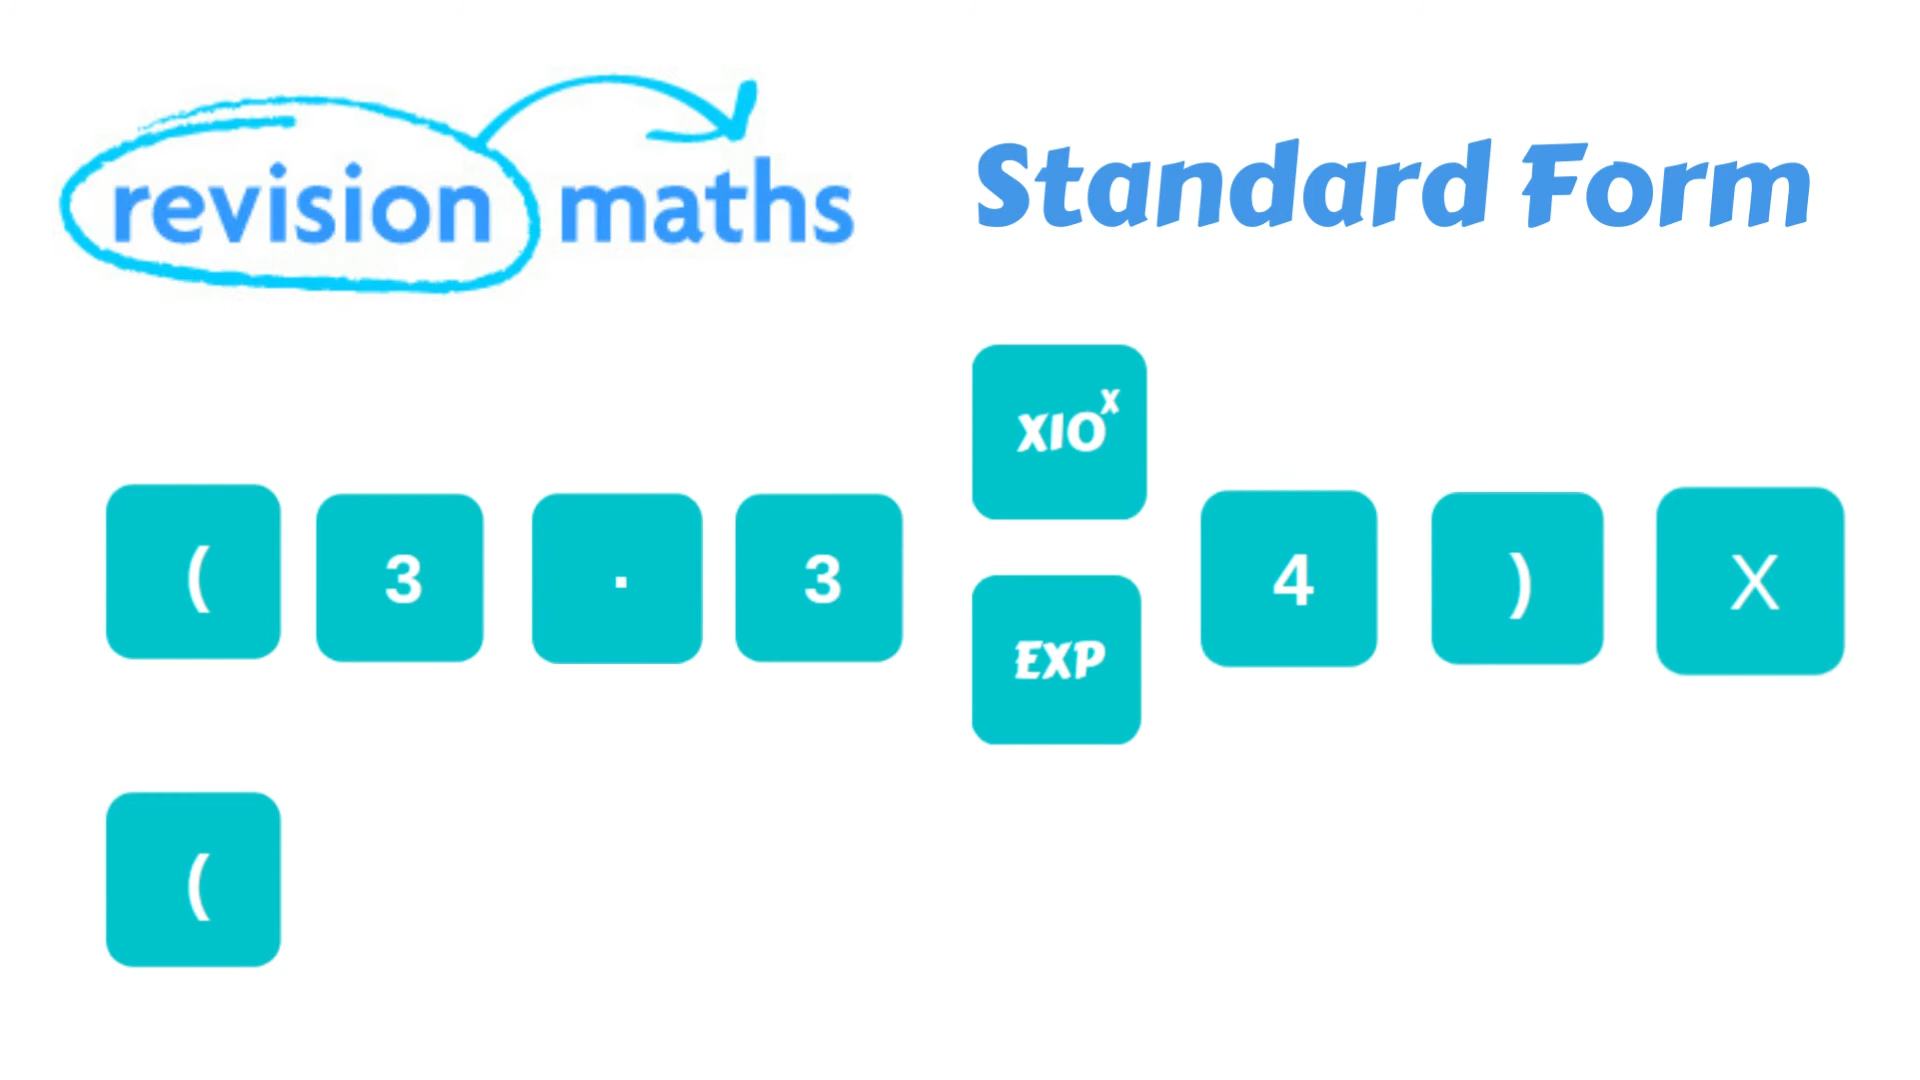 revision maths
Standard Form
( 3 . 3 X10^X 4 ) X
EXP
(